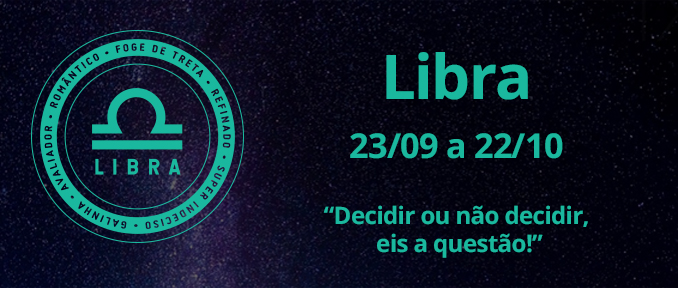 ROMÂNTICO • FOGE DE TRETA • REFINADO • SUPER INDECISO • GALINHA • AVALIADOR •
LIBRA
Libra
23/09 a 22/10
“Decidir ou não decidir,
eis a questão!”